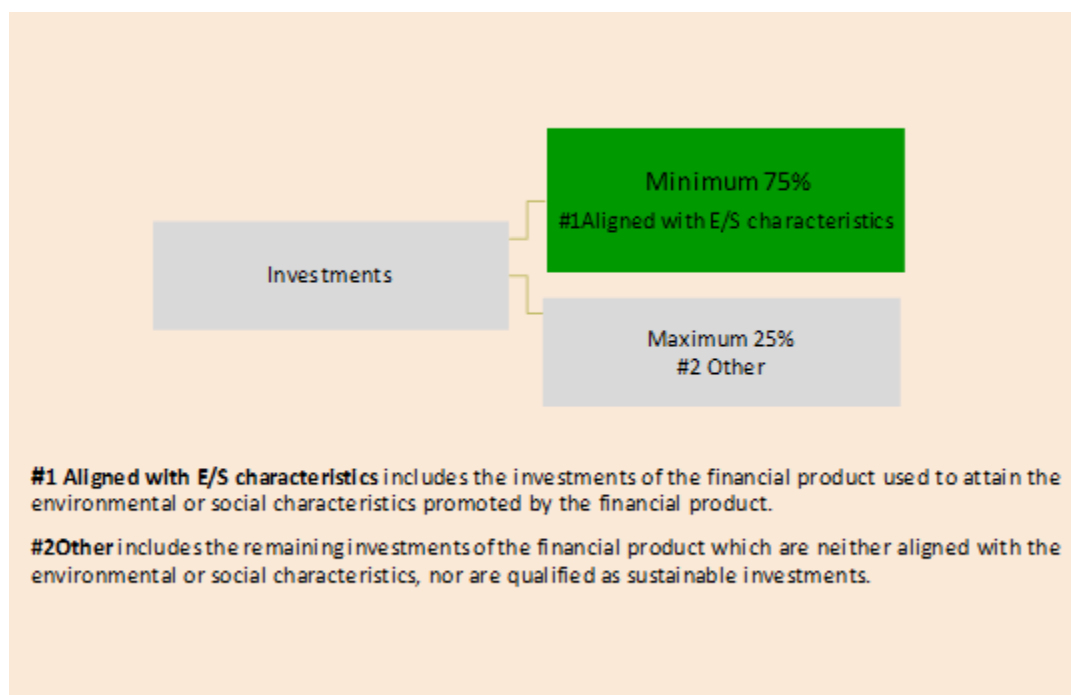 Minimum 75%
#1Aligned with E/S characteristics
Investments
Maximum 25%
#2 Other
#1 Aligned with E/S characteristics includes the investments of the financial product used to attain the
environmental or social characteristics promoted by the financial product.
#2Other includes the remaining investments of the financial product which are neither aligned with the
environmental or social characteristics, nor are qualified as sustainable investments.